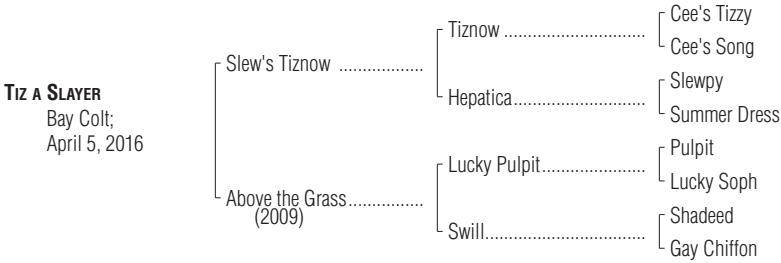 Cee's Tizzy
Tiznow ..............................
Cee's Song
Slew's Tiznow ..................
Slewpy
Hepatica............................
Summer Dress
TIZ A SLAYER
Bay Colt;
April 5, 2016
Pulpit
Lucky Pulpit......................
Lucky Soph
Above the Grass................
(2009)
Shadeed
Swill..................................
Gay Chiffon